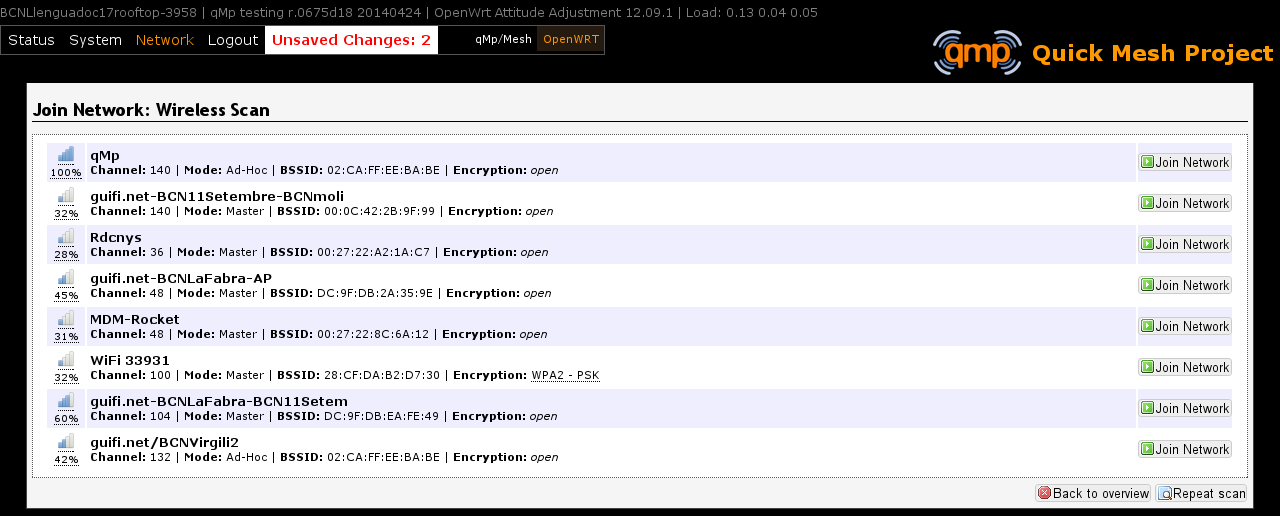 BCNLlenguadoc17rooftop-3958 | qMp testing r.0675d18 20140424 | OpenWrt Attitude Adjustment 12.09.1 | Load: 0.13 0.04 0.05
Status System Network Logout Unsaved Changes: 2 qMp/Mesh OpenWRT
qmp Quick Mesh Project
Join Network: Wireless Scan
qMp
100% Channel: 140 | Mode: Ad-Hoc | BSSID: 02:CA:FF:EE:BA:BE | Encryption: open Join Network
guifi.net-BCN11Setembre-BCNmoli
32% Channel: 140 | Mode: Master | BSSID: 00:0C:42:2B:9F:99 | Encryption: open Join Network
Rdcnys
28% Channel: 36 | Mode: Master | BSSID: 00:27:22:A2:1A:C7 | Encryption: open Join Network
guifi.net-BCNLaFabra-AP
45% Channel: 48 | Mode: Master | BSSID: DC:9F:DB:2A:35:9E | Encryption: open Join Network
MDM-Rocket
31% Channel: 48 | Mode: Master | BSSID: 00:27:22:8C:6A:12 | Encryption: open Join Network
WiFi 33931
32% Channel: 100 | Mode: Master | BSSID: 28:CF:DA:B2:D7:30 | Encryption: WPA2 - PSK Join Network
guifi.net-BCNLaFabra-BCN11Setem
60% Channel: 104 | Mode: Master | BSSID: DC:9F:DB:EA:FE:49 | Encryption: open Join Network
guifi.net/BCNVirgili2
42% Channel: 132 | Mode: Ad-Hoc | BSSID: 02:CA:FF:EE:BA:BE | Encryption: open Join Network
Back to overview Repeat scan